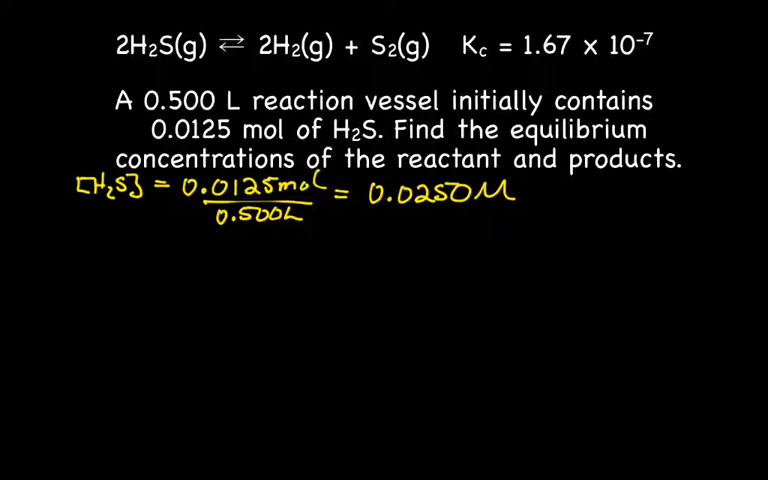 2H₂S(g) ⇄ 2H₂(g) + S₂(g) K꜀ = 1.67 x 10⁻⁷
A 0.500 L reaction vessel initially contains
0.0125 mol of H₂S. Find the equilibrium
concentrations of the reactant and products.
[H₂S] = 0.0125mol / 0.500L = 0.0250M